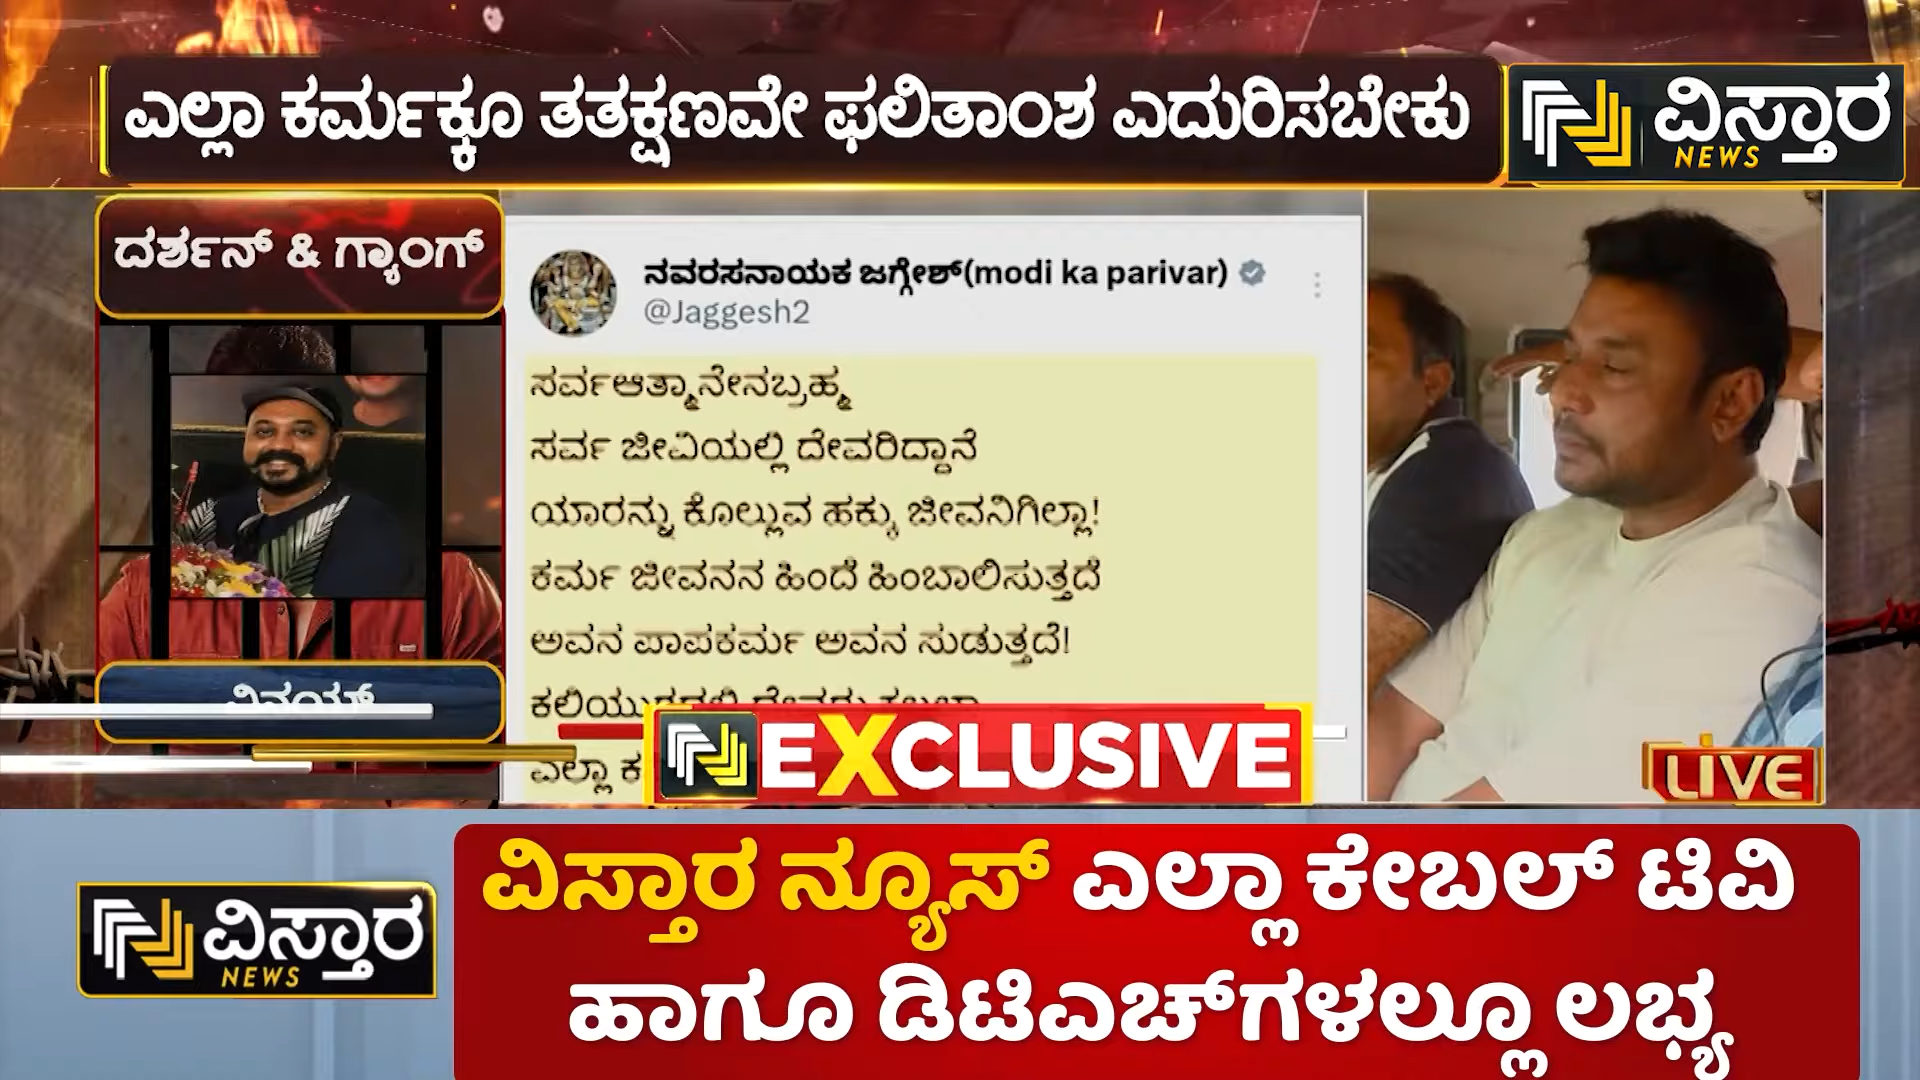 ಎಲ್ಲಾ ಕರ್ಮಕ್ಕೂ ತತಕ್ಷಣವೇ ಫಲಿತಾಂಶ ಎದುರಿಸಬೇಕು
ವಿಸ್ತಾರ
NEWS
ದರ್ಶನ್ & ಗ್ಯಾಂಗ್
ನವರಸನಾಯಕ ಜಗ್ಗೇಶ್(modi ka parivar)
@Jaggesh2
ಸರ್ವಆತ್ಮಾನೇನಬ್ರಹ್ಮ
ಸರ್ವ ಜೀವಿಯಲ್ಲಿ ದೇವರಿದ್ದಾನೆ
ಯಾರನ್ನು ಕೊಲ್ಲುವ ಹಕ್ಕು ಜೀವನಿಗಿಲ್ಲಾ!
ಕರ್ಮ ಜೀವನನ ಹಿಂದೆ ಹಿಂಬಾಲಿಸುತ್ತದೆ
ಅವನ ಪಾಪಕರ್ಮ ಅವನ ಸುಡುತ್ತದೆ!
ಎಲ್ಲಾ
EXCLUSIVE
LIVE
ವಿಸ್ತಾರ
NEWS
ವಿಸ್ತಾರ ನ್ಯೂಸ್ ಎಲ್ಲಾ ಕೇಬಲ್ ಟಿವಿ
ಹಾಗೂ ಡಿಟಿಎಚ್‌ಗಳಲ್ಲೂ ಲಭ್ಯ